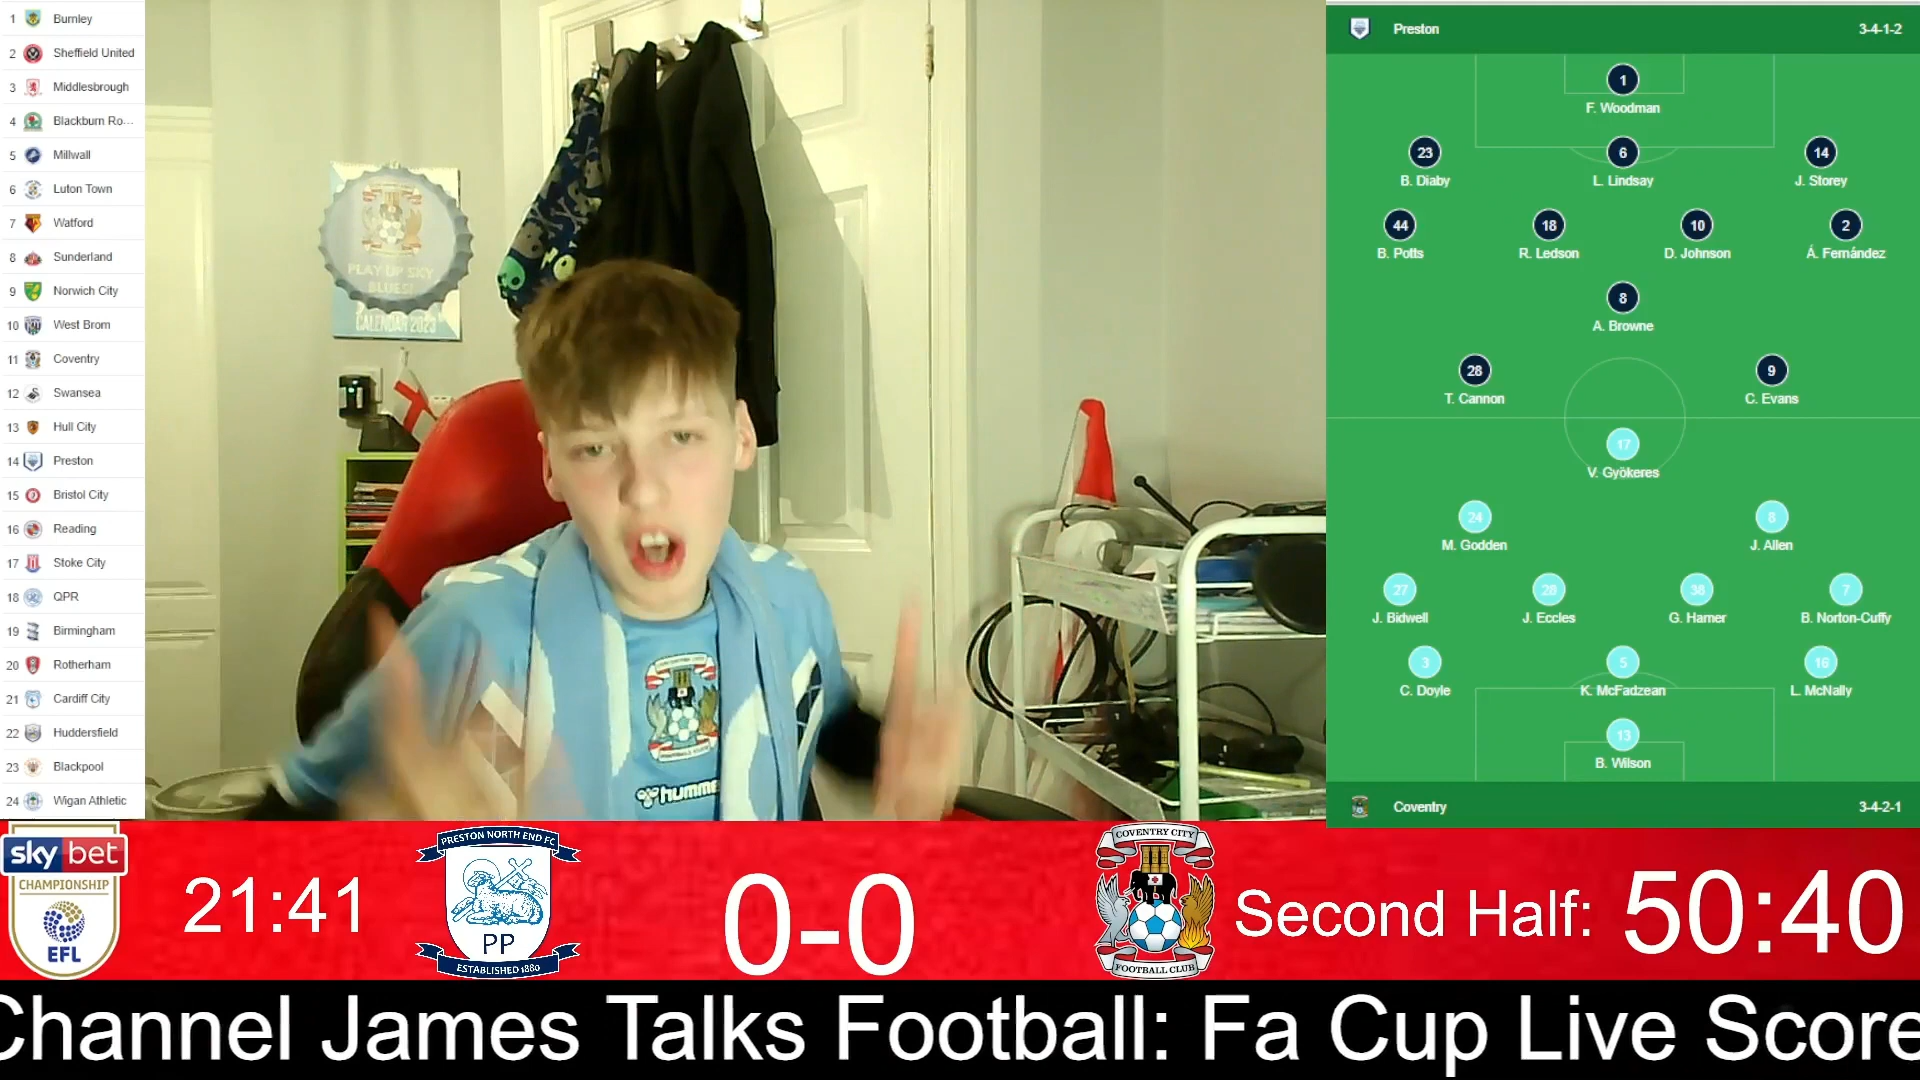 1 Burnley
2 Sheffield United
3 Middlesbrough
4 Blackburn Ro...
5 Millwall
6 Luton Town
7 Watford
8 Sunderland
9 Norwich City
10 West Brom
11 Coventry
12 Swansea
13 Hull City
14 Preston
15 Bristol City
16 Reading
17 Stoke City
18 QPR
19 Birmingham
20 Rotherham
21 Cardiff City
22 Huddersfield
23 Blackpool
24 Wigan Athletic
PLAY UP SKY
BLUES!
CALENDAR 2023
COVENTRY CITY
FOOTBALL CLUB
humme
Preston 3-4-1-2
1
F. Woodman
23 6 14
B. Diaby L. Lindsay J. Storey
44 18 10 2
B. Potts R. Ledson D. Johnson Á. Fernández
8
A. Browne
28 9
T. Cannon C. Evans
17
V. Gyökeres
24 8
M. Godden J. Allen
27 28 38 7
J. Bidwell J. Eccles G. Hamer B. Norton-Cuffy
3 5 16
C. Doyle K. McFadzean L. McNally
13
B. Wilson
Coventry 3-4-2-1
sky bet
CHAMPIONSHIP
EFL
21:41
PRESTON NORTH END FC
PP
ESTABLISHED 1880
0-0
COVENTRY CITY
FOOTBALL CLUB
Second Half: 50:40
Channel James Talks Football: Fa Cup Live Score